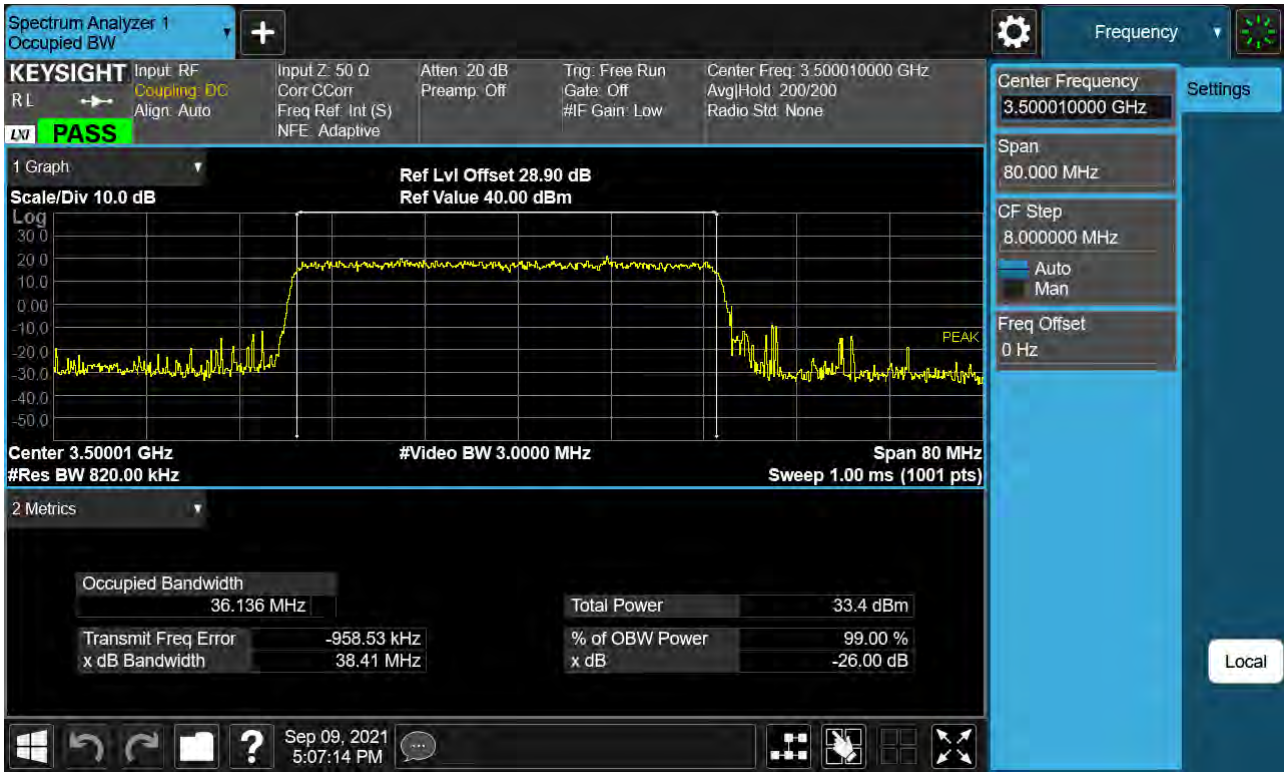 Spectrum Analyzer 1
Occupied BW
+
Frequency
KEYSIGHT
RL
LXI PASS
Input: RF
Coupling: DC
Align: Auto
Input Z: 50 Ω
Corr CCorr
Freq Ref: Int (S)
NFE: Adaptive
Atten: 20 dB
Preamp: Off
Trig: Free Run
Gate: Off
#IF Gain: Low
Center Freq: 3.500010000 GHz
Avg|Hold: 200/200
Radio Std: None
Center Frequency
3.500010000 GHz
Settings
Span
80.000 MHz
CF Step
8.000000 MHz
Auto
Man
Freq Offset
0 Hz
1 Graph
Scale/Div 10.0 dB
Ref Lvl Offset 28.90 dB
Ref Value 40.00 dBm
Log
30.0
20.0
10.0
0.00
-10.0
-20.0
-30.0
-40.0
-50.0
PEAK
Center 3.50001 GHz
#Res BW 820.00 kHz
#Video BW 3.0000 MHz
Span 80 MHz
Sweep 1.00 ms (1001 pts)
2 Metrics
Occupied Bandwidth
36.136 MHz
Total Power 33.4 dBm
Transmit Freq Error -958.53 kHz
% of OBW Power 99.00 %
x dB Bandwidth 38.41 MHz
x dB -26.00 dB
Local
?
Sep 09, 2021
5:07:14 PM